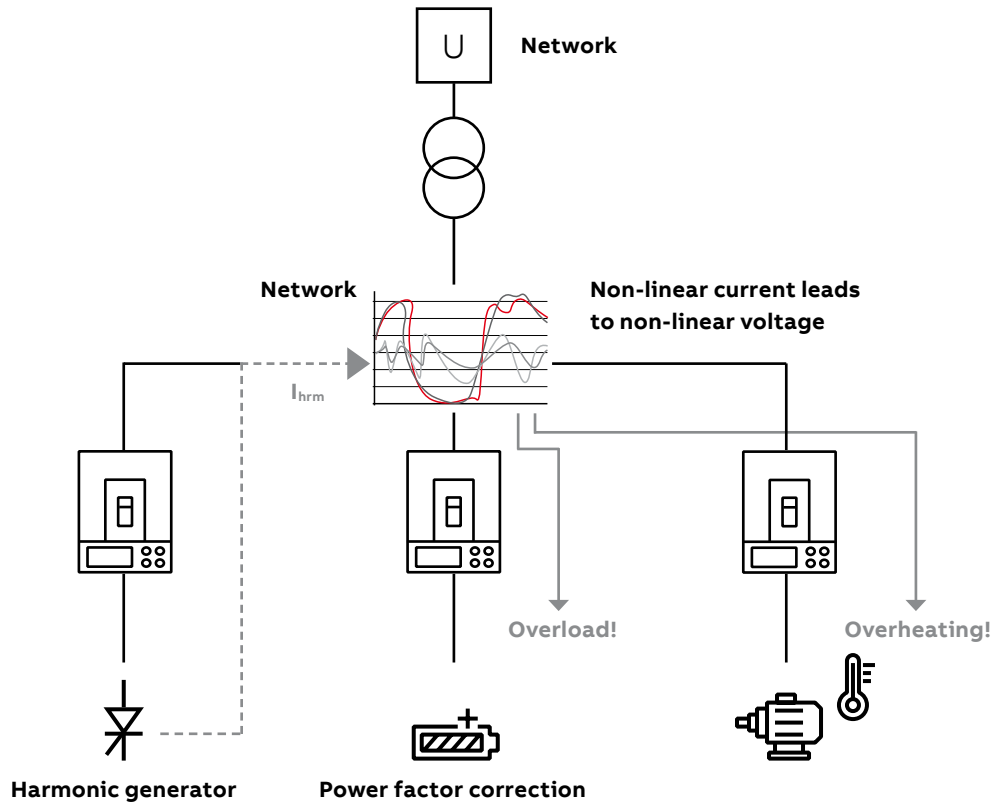 U
Network
Network
Non-linear current leads
to non-linear voltage
Ihrm
Overload!
Overheating!
Harmonic generator
Power factor correction